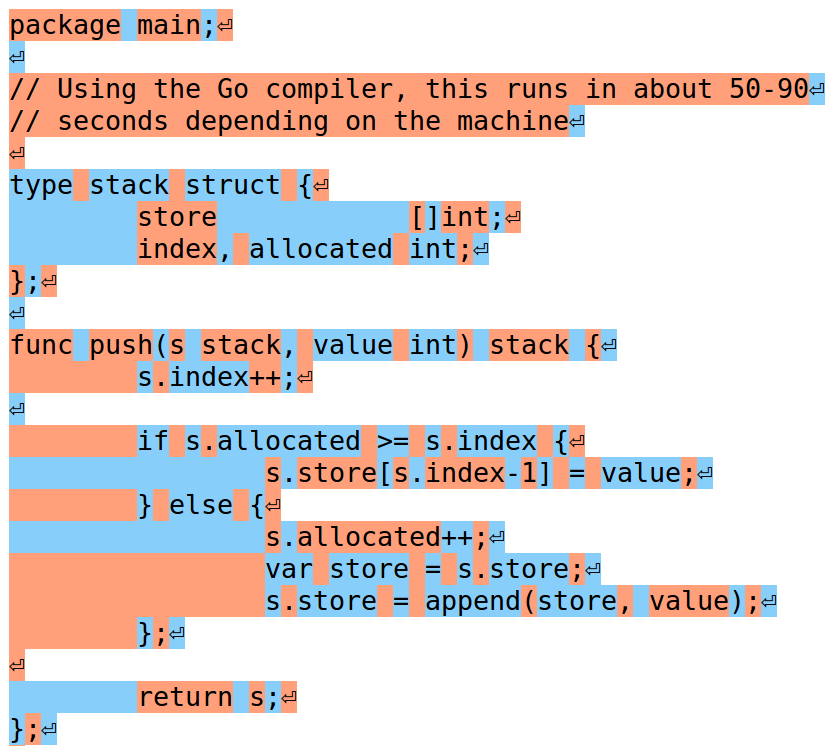 package main;⏎
⏎
// Using the Go compiler, this runs in about 50-90⏎
// seconds depending on the machine⏎
⏎
type stack struct {⏎
        store            []int;⏎
        index, allocated int;⏎
};⏎
⏎
func push(s stack, value int) stack {⏎
        s.index++;⏎
⏎
        if s.allocated >= s.index {⏎
                s.store[s.index-1] = value;⏎
        } else {⏎
                s.allocated++;⏎
                var store = s.store;⏎
                s.store = append(store, value);⏎
        };⏎
⏎
        return s;⏎
};⏎